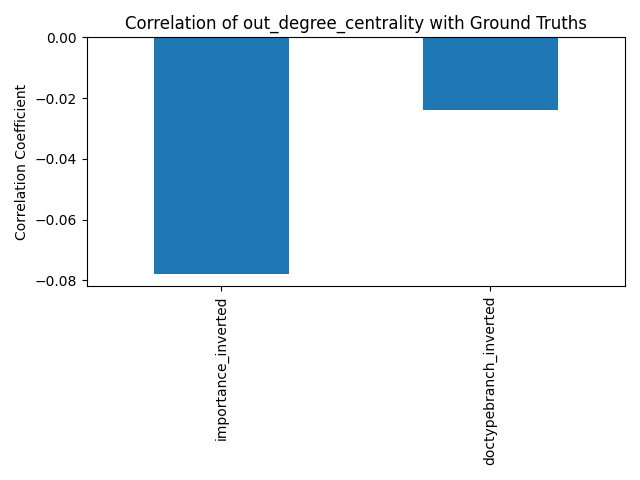 Correlation of out_degree_centrality with Ground Truths
Correlation Coefficient
0.00
−0.02
−0.04
−0.06
−0.08
importance_inverted
doctypebranch_inverted